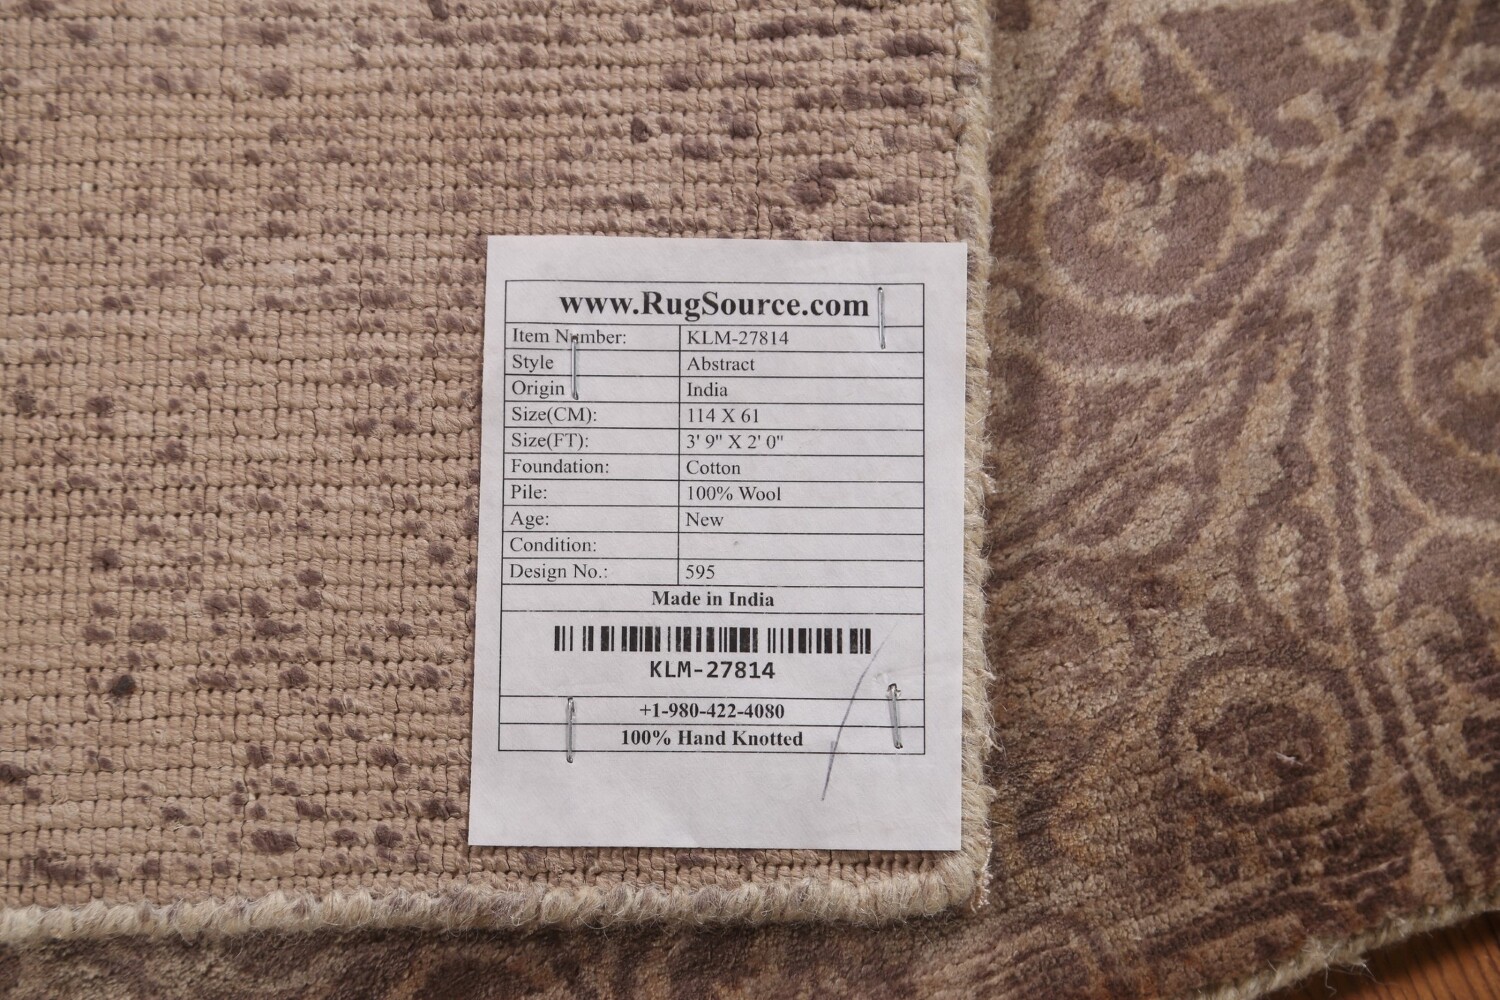 www.RugSource.com
Item Number: KLM-27814
Style Abstract
Origin India
Size(CM): 114 X 61
Size(FT): 3' 9" X 2' 0"
Foundation: Cotton
Pile: 100% Wool
Age: New
Condition:
Design No.: 595
Made in India
KLM-27814
+1-980-422-4080
100% Hand Knotted